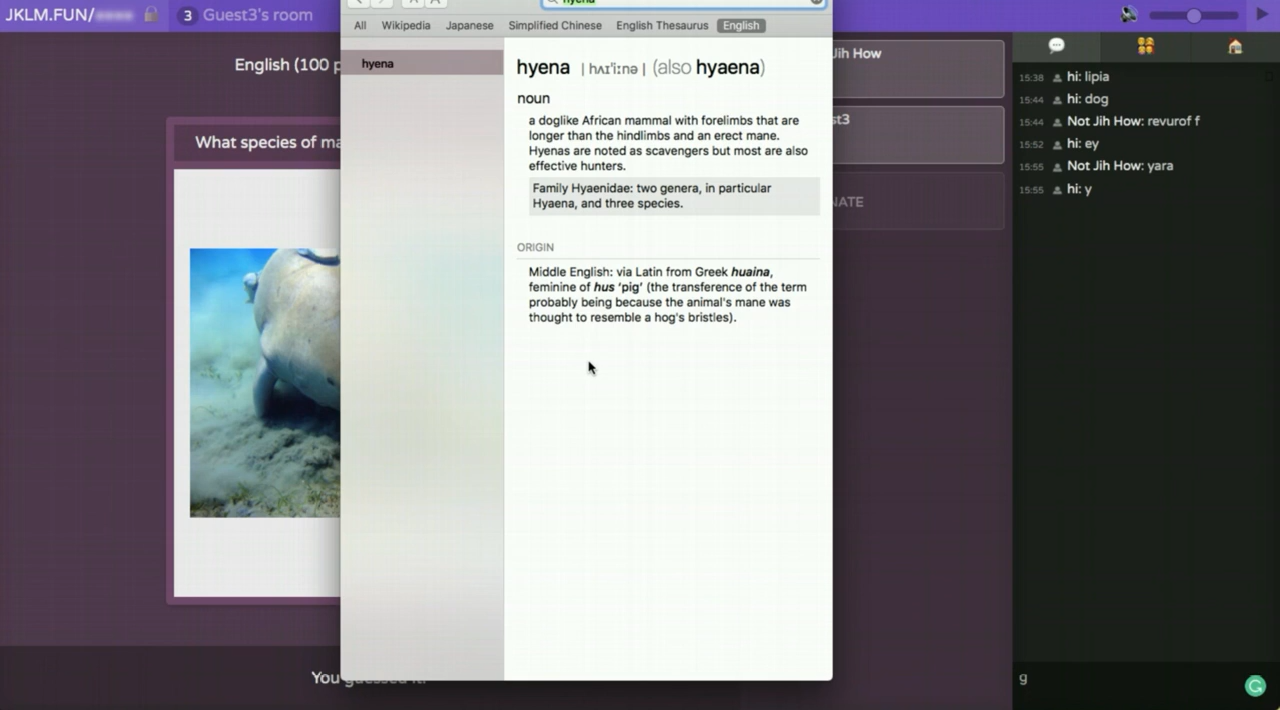 JKLM.FUN/
3 Guest3's room
English (100 p
What species of ma
You guessed it!
hyena
All Wikipedia Japanese Simplified Chinese English Thesaurus English
hyena
hyena | hʌɪˈiːnə | (also hyaena)
noun
a doglike African mammal with forelimbs that are
longer than the hindlimbs and an erect mane.
Hyenas are noted as scavengers but most are also
effective hunters.
Family Hyaenidae: two genera, in particular
Hyaena, and three species.
ORIGIN
Middle English: via Latin from Greek huaina,
feminine of hus 'pig' (the transference of the term
probably being because the animal's mane was
thought to resemble a hog's bristles).
Jih How
st3
NATE
15:38 hi: lipia
15:44 hi: dog
15:44 Not Jih How: revurof f
15:52 hi: ey
15:55 Not Jih How: yara
15:55 hi: y
g